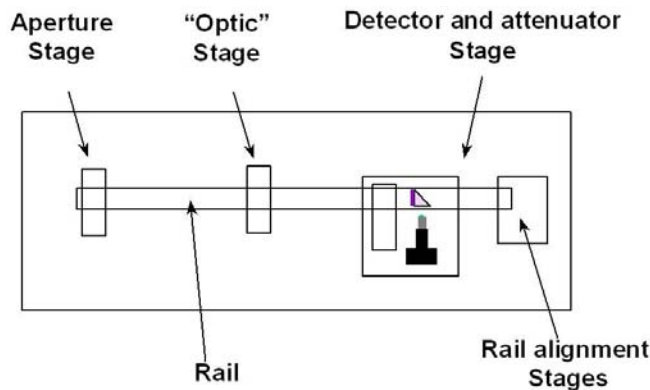 Aperture
Stage
“Optic”
Stage
Detector and attenuator
Stage
Rail
Rail alignment
Stages